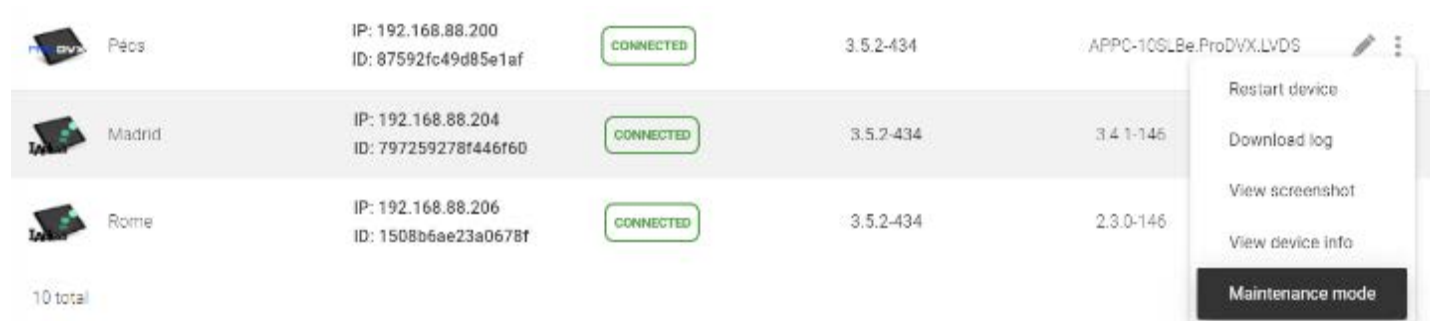 Pécs
IP: 192.168.88.200
ID: 87592fc49d85e1af
CONNECTED
3.5.2-434
APPC-10SLBe.ProDVX.LVDS
Restart device
Madrid
IP: 192.168.88.204
ID: 797259278f446f60
CONNECTED
3.5.2-434
3.4.1-146
Download log
View screenshot
Rome
IP: 192.168.88.206
ID: 1508b6ae23a0678f
CONNECTED
3.5.2-434
2.3.0-146
View device info
10 total
Maintenance mode